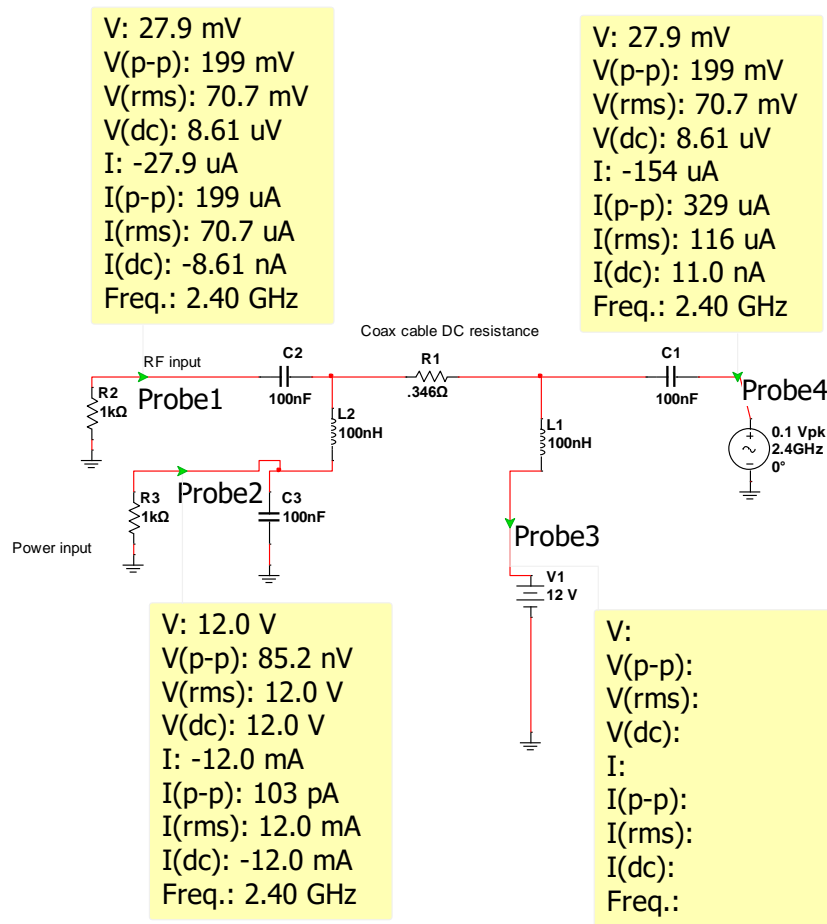 V: 27.9 mV
V(p-p): 199 mV
V(rms): 70.7 mV
V(dc): 8.61 uV
I: -27.9 uA
I(p-p): 199 uA
I(rms): 70.7 uA
I(dc): -8.61 nA
Freq.: 2.40 GHz
V: 27.9 mV
V(p-p): 199 mV
V(rms): 70.7 mV
V(dc): 8.61 uV
I: -154 uA
I(p-p): 329 uA
I(rms): 116 uA
I(dc): 11.0 nA
Freq.: 2.40 GHz
Coax cable DC resistance
RF input
C2
100nF
R1
.346Ω
C1
100nF
Probe1
Probe4
R2
1kΩ
L2
100nH
L1
100nH
0.1 Vpk
2.4GHz
0°
Probe2
R3
1kΩ
C3
100nF
Probe3
Power input
V1
12 V
V: 12.0 V
V(p-p): 85.2 nV
V(rms): 12.0 V
V(dc): 12.0 V
I: -12.0 mA
I(p-p): 103 pA
I(rms): 12.0 mA
I(dc): -12.0 mA
Freq.: 2.40 GHz
V:
V(p-p):
V(rms):
V(dc):
I:
I(p-p):
I(rms):
I(dc):
Freq.: